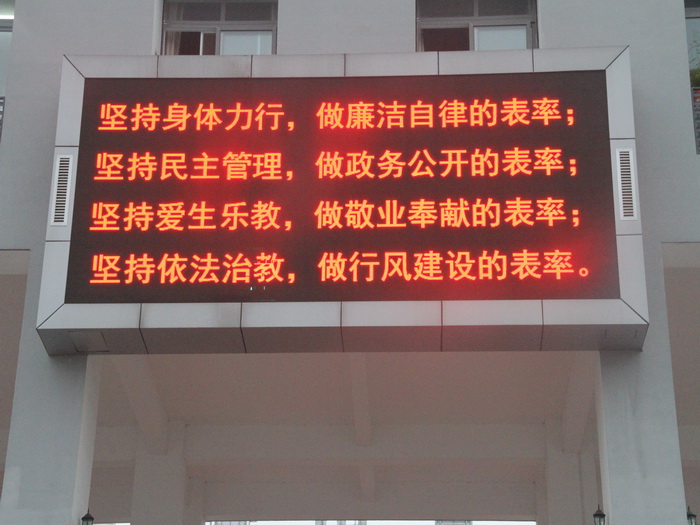 坚持身体力行，做廉洁自律的表率；
坚持民主管理，做政务公开的表率；
坚持爱生乐教，做敬业奉献的表率；
坚持依法治教，做行风建设的表率。